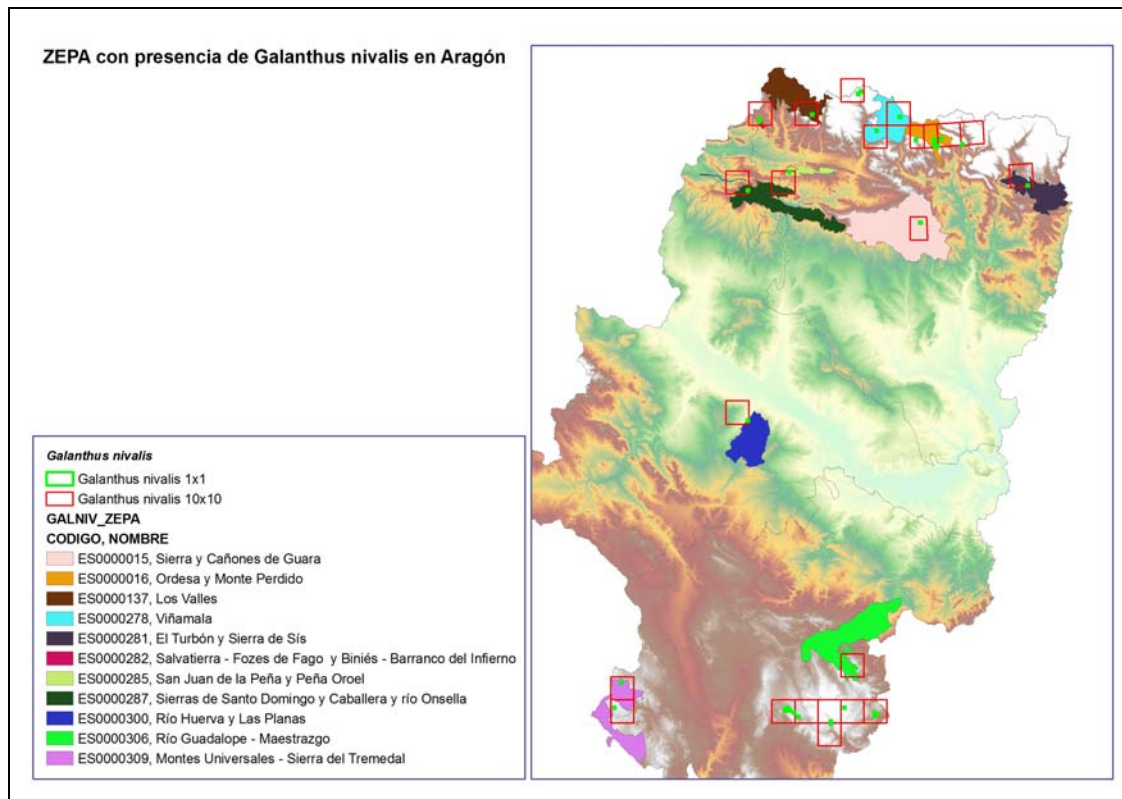 ZEPA con presencia de Galanthus nivalis en Aragón
Galanthus nivalis
Galanthus nivalis 1x1
Galanthus nivalis 10x10
GALNIV_ZEPA
CODIGO, NOMBRE
ES0000015, Sierra y Cañones de Guara
ES0000016, Ordesa y Monte Perdido
ES0000137, Los Valles
ES0000278, Viñamala
ES0000281, El Turbón y Sierra de Sís
ES0000282, Salvatierra - Fozes de Fago y Biniés - Barranco del Infierno
ES0000285, San Juan de la Peña y Peña Oroel
ES0000287, Sierras de Santo Domingo y Caballera y río Onsella
ES0000300, Río Huerva y Las Planas
ES0000306, Río Guadalope - Maestrazgo
ES0000309, Montes Universales - Sierra del Tremedal